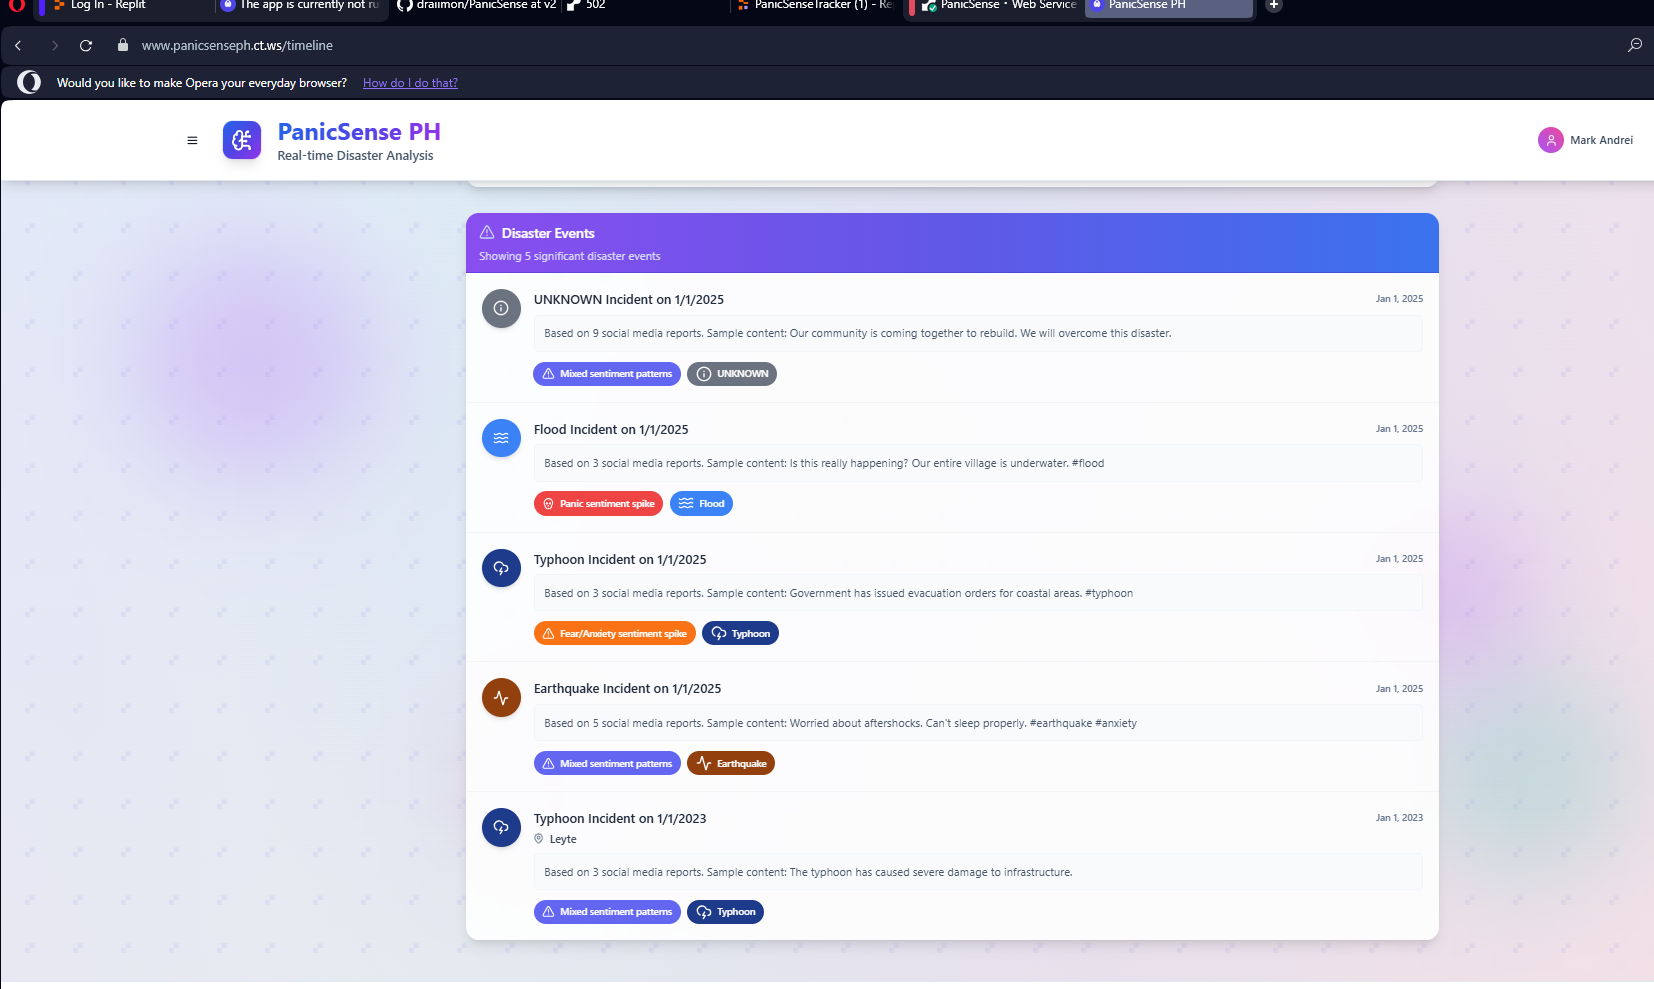 Log In - Replit
The app is currently not ru
draiimon/PanicSense at v2
502
PanicSenseTracker (1) - Re
PanicSense · Web Service
PanicSense PH
www.panicsenseph.ct.ws/timeline
Would you like to make Opera your everyday browser? How do I do that?
PanicSense PH
Real-time Disaster Analysis
Mark Andrei
Disaster Events
Showing 5 significant disaster events
UNKNOWN Incident on 1/1/2025
Jan 1, 2025
Based on 9 social media reports. Sample content: Our community is coming together to rebuild. We will overcome this disaster.
Mixed sentiment patterns
UNKNOWN
Flood Incident on 1/1/2025
Jan 1, 2025
Based on 3 social media reports. Sample content: Is this really happening? Our entire village is underwater. #flood
Panic sentiment spike
Flood
Typhoon Incident on 1/1/2025
Jan 1, 2025
Based on 3 social media reports. Sample content: Government has issued evacuation orders for coastal areas. #typhoon
Fear/Anxiety sentiment spike
Typhoon
Earthquake Incident on 1/1/2025
Jan 1, 2025
Based on 5 social media reports. Sample content: Worried about aftershocks. Can't sleep properly. #earthquake #anxiety
Mixed sentiment patterns
Earthquake
Typhoon Incident on 1/1/2023
Jan 1, 2023
Leyte
Based on 3 social media reports. Sample content: The typhoon has caused severe damage to infrastructure.
Mixed sentiment patterns
Typhoon